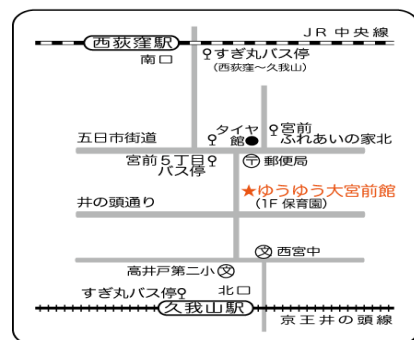 JR 中央線
西荻窪駅
南口
すぎ丸バス停
(西荻窪〜久我山)
タイヤ館
宮前
ふれあいの家北
五日市街道
宮前5丁目
バス停
〒郵便局
★ゆうゆう大宮前館
(1F 保育園)
井の頭通り
文西宮中
高井戸第二小文
すぎ丸バス停
北口
久我山駅
京王井の頭線